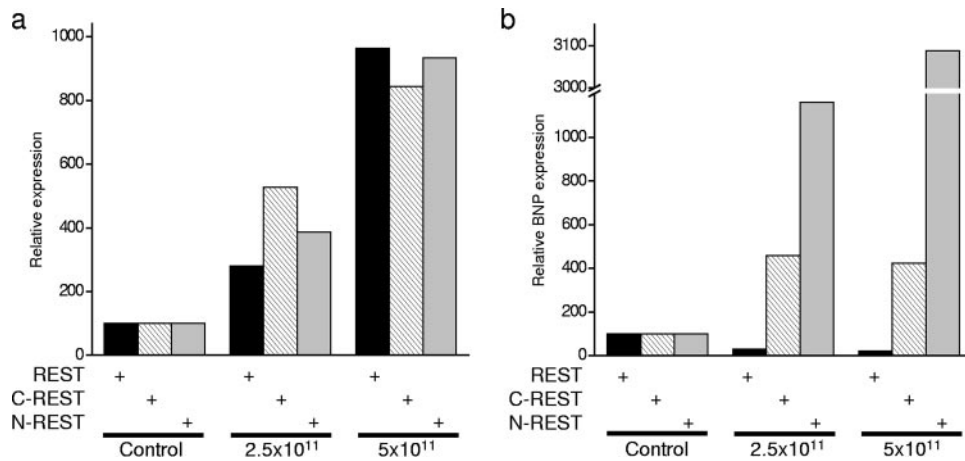 a
Relative expression
1000
800
600
400
200
0
REST + + +
C-REST + + +
N-REST + + +
Control 2.5x10¹¹ 5x10¹¹
b
Relative BNP expression
3100
3000
1000
800
600
400
200
0
REST + + +
C-REST + + +
N-REST + + +
Control 2.5x10¹¹ 5x10¹¹